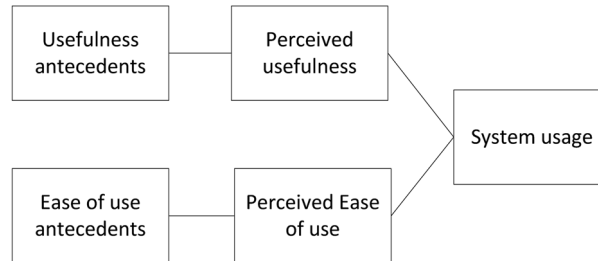 Usefulness
antecedents
Perceived
usefulness
System usage
Ease of use
antecedents
Perceived Ease
of use